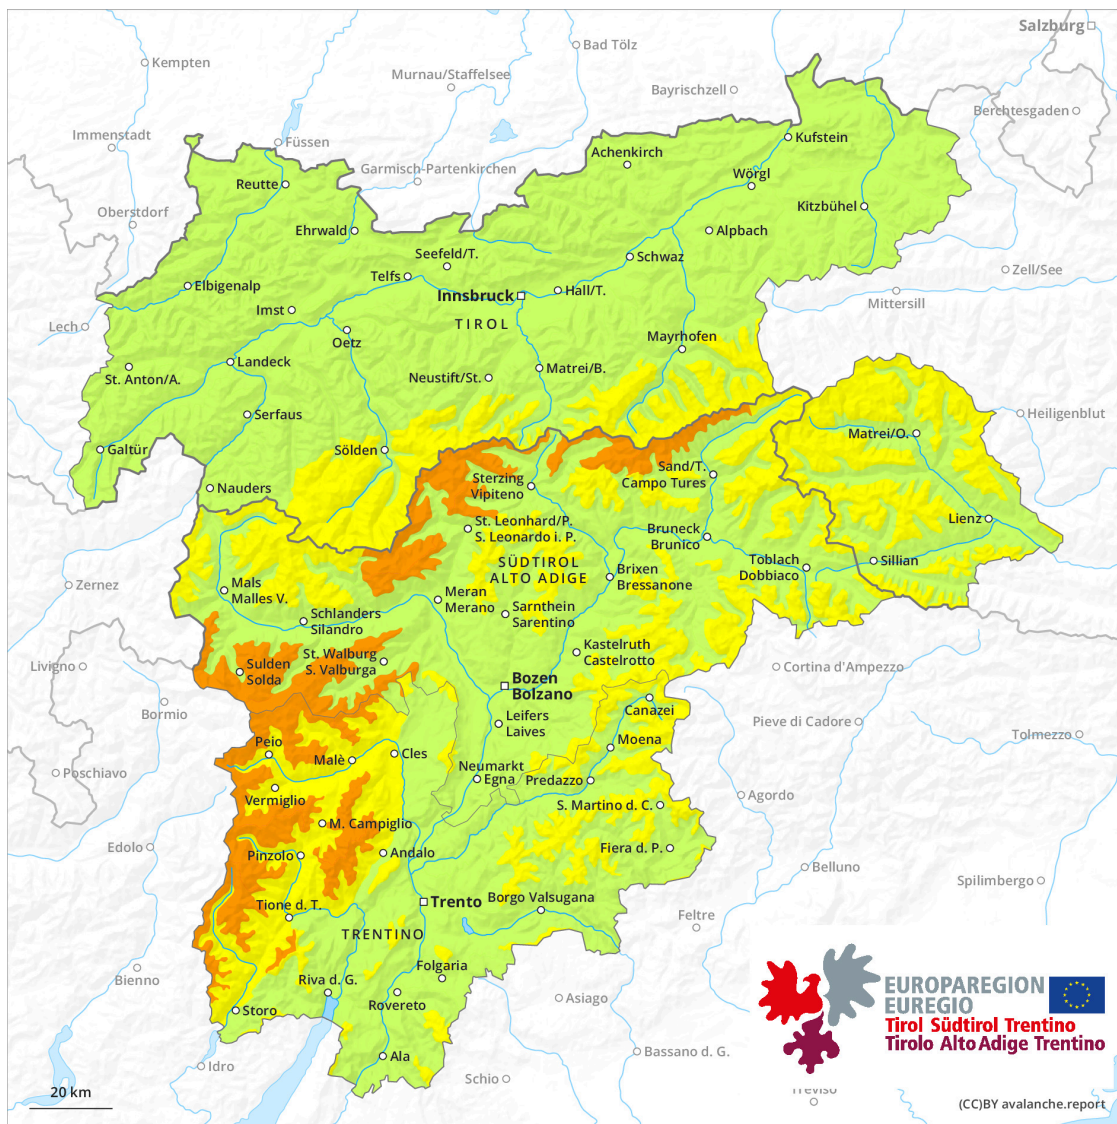 Salzburg
Bad Tölz
Kempten
Murnau/Staffelsee
Bayrischzell
Berchtesgaden
Immenstadt
Füssen
Kufstein
Achenkirch
Garmisch-Partenkirchen
Wörgl
Reutte
Oberstdorf
Kitzbühel
Ehrwald
Alpbach
Seefeld/T.
Schwaz
Zell/See
Telfs
Elbigenalp
Hall/T.
Innsbruck
Mittersill
Imst
TIROL
Lech
Oetz
Mayrhofen
Landeck
Matrei/B.
St. Anton/A.
Neustift/St.
Serfaus
Heiligenblut
Matrei/O.
Galtür
Sölden
Sand/T.
Campo Tures
Sterzing
Vipiteno
Nauders
St. Leonhard/P.
S. Leonardo i. P.
Lienz
Bruneck
Brunico
SÜDTIROL
ALTO ADIGE
Toblach
Dobbiaco
Sillian
Brixen
Bressanone
Zernez
Mals
Malles V.
Meran
Merano
Schlanders
Silandro
Sarnthein
Sarentino
Kastelruth
Castelrotto
St. Walburg
S. Valburga
Livigno
Sulden
Solda
Cortina d'Ampezzo
Bozen
Bolzano
Bormio
Canazei
Leifers
Laives
Pieve di Cadore
Tolmezzo
Peio
Moena
Malè
Cles
Poschiavo
Neumarkt
Egna
Predazzo
Vermiglio
Agordo
S. Martino d. C.
M. Campiglio
Edolo
Pinzolo
Andalo
Fiera d. P.
Belluno
Spilimbergo
Tione d. T.
Trento
Borgo Valsugana
Feltre
TRENTINO
Folgaria
Bienno
Riva d. G.
Rovereto
Asiago
Storo
EUROPAREGION
EUREGIO
Tirol Südtirol Trentino
Tirolo Alto Adige Trentino
Ala
Bassano d. G.
Idro
Schio
Treviso
20 km
(CC)BY avalanche.report